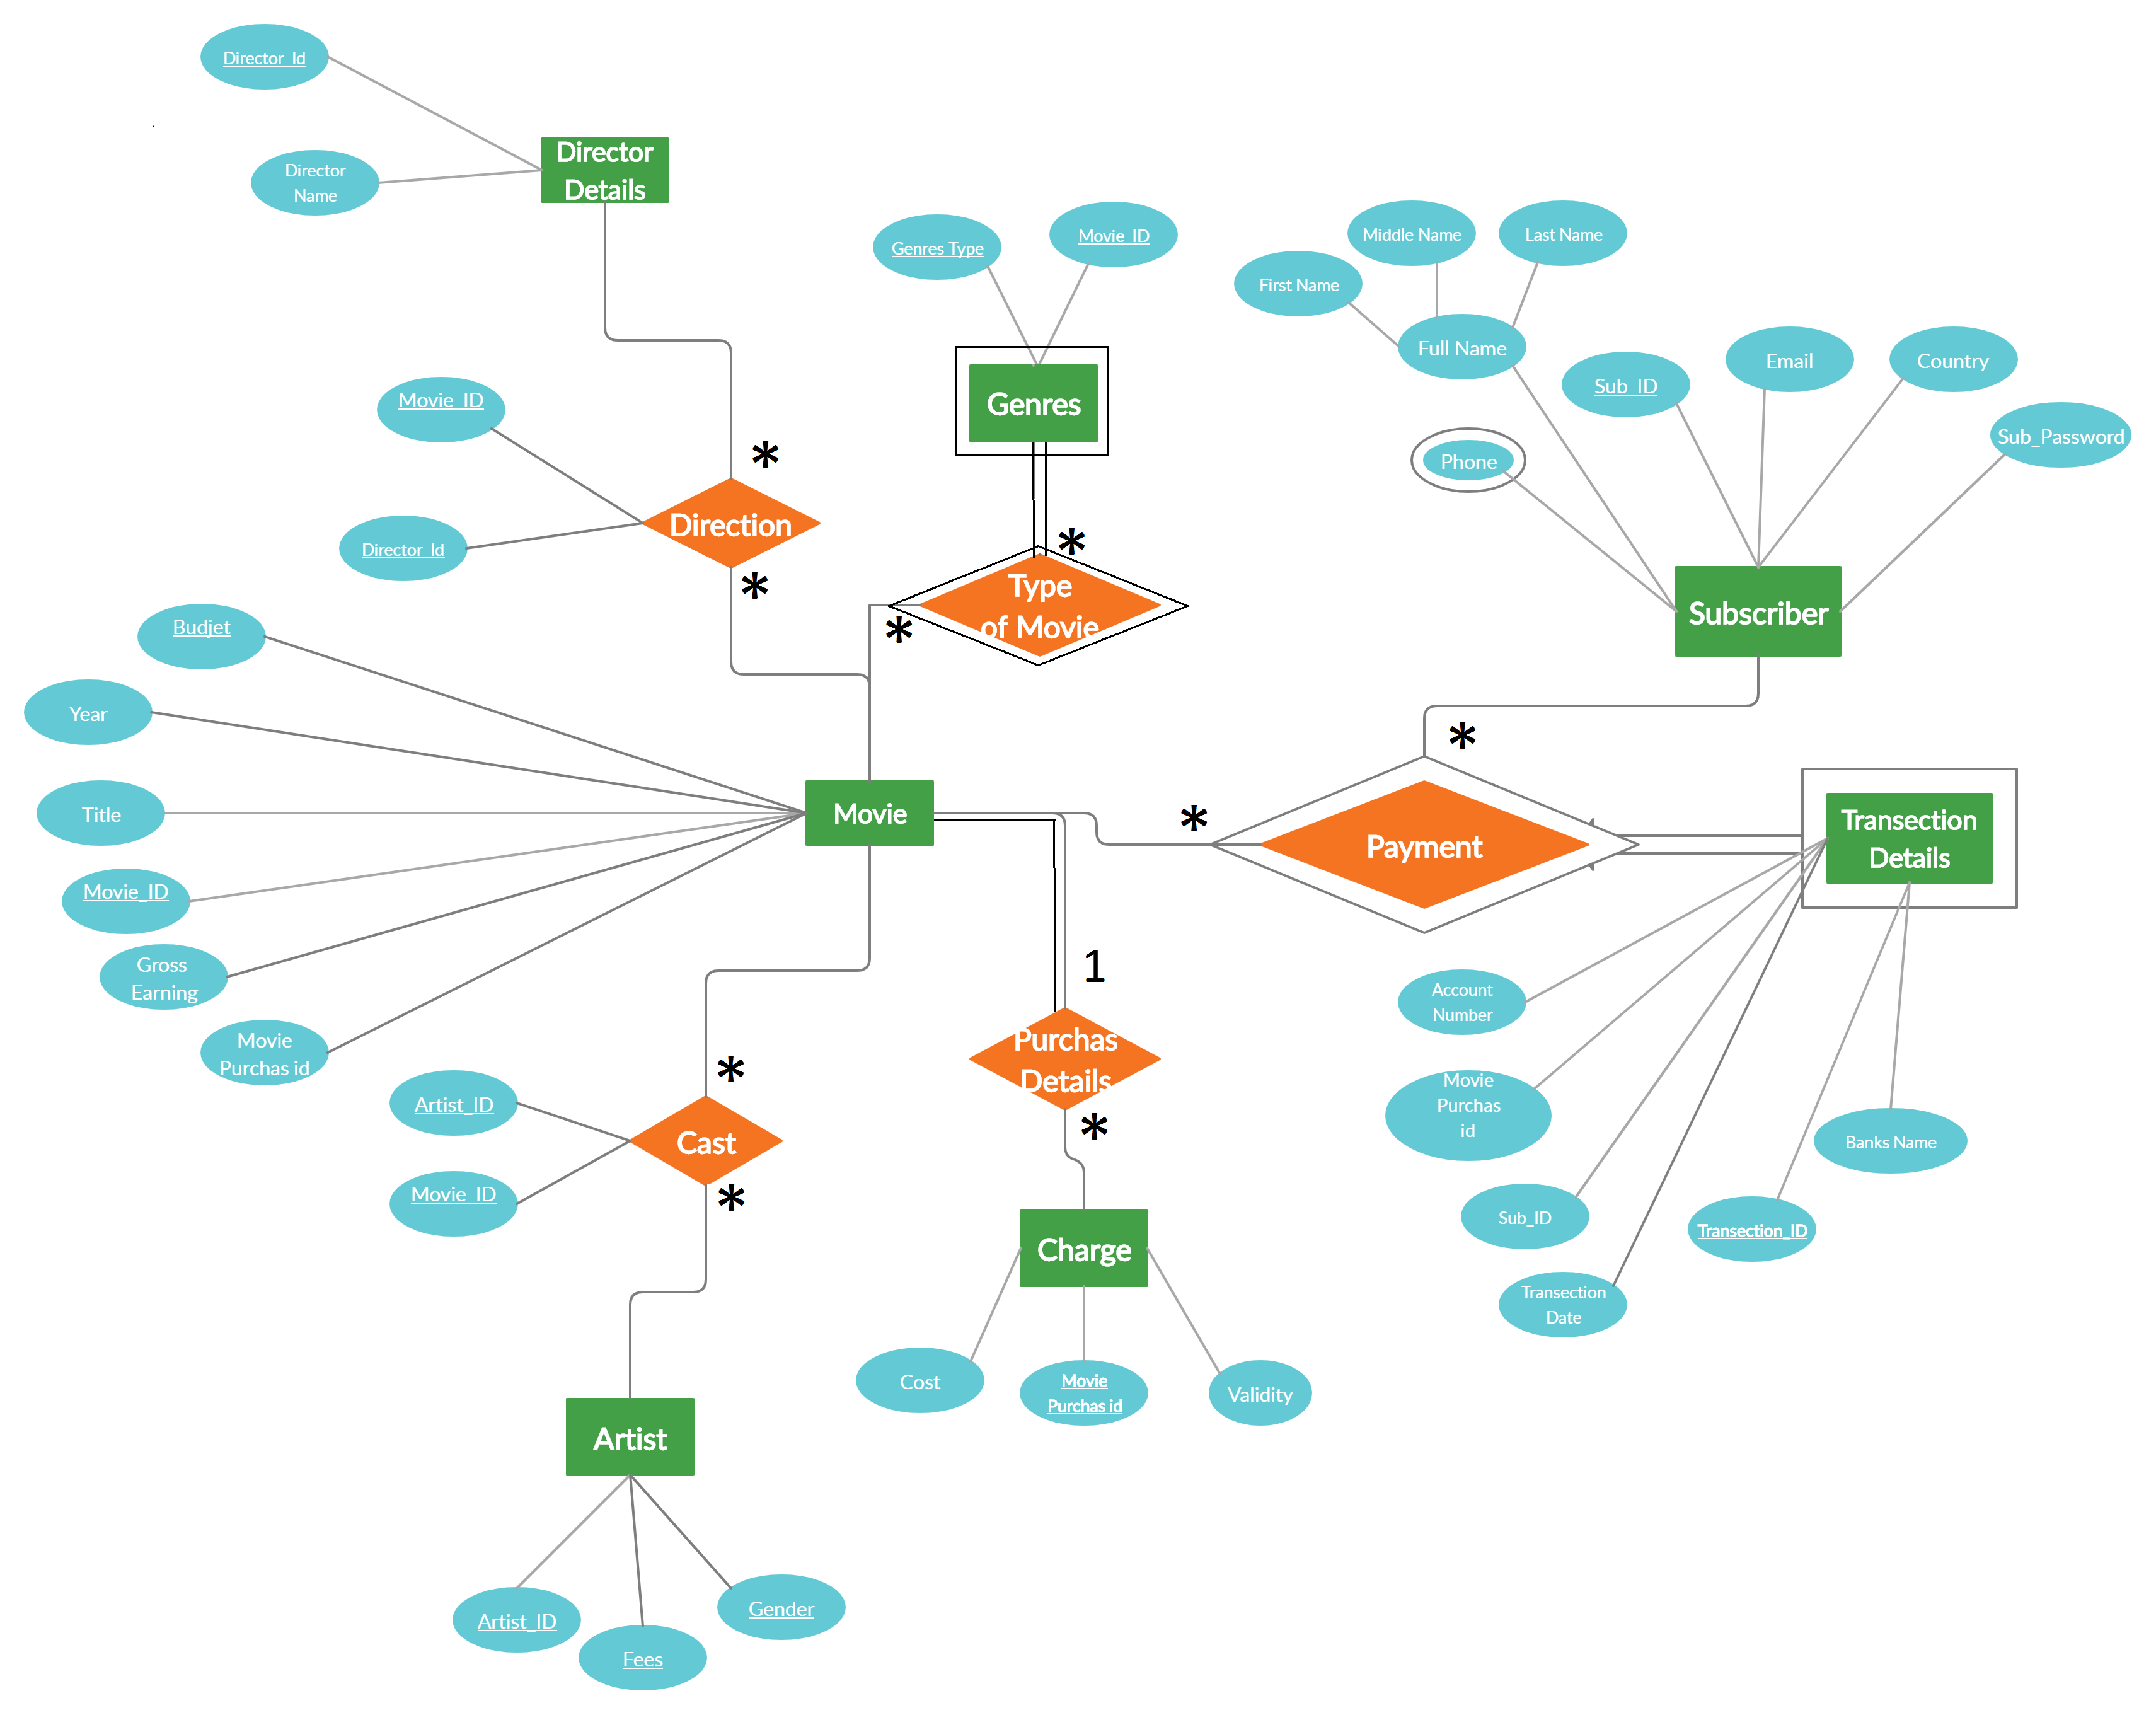 Director_Id
Director
Details
Director
Name
Genres Type
Movie_ID
Middle Name
Last Name
First Name
Full Name
Sub_ID
Email
Country
Sub_Password
Phone
Genres
Movie_ID
*
Direction
Director_Id
*
*
Type
of Movie
*
Subscriber
Budjet
Year
*
Title
Movie
*
Payment
Transection
Details
Movie_ID
Gross
Earning
1
Account
Number
Movie
Purchas id
Purchas
Details
*
Artist_ID
*
Cast
Movie
Purchas
id
Banks Name
Movie_ID
*
Sub_ID
Transection_ID
Charge
Transection
Date
Cost
Movie
Purchas id
Validity
Artist
Artist_ID
Fees
Gender